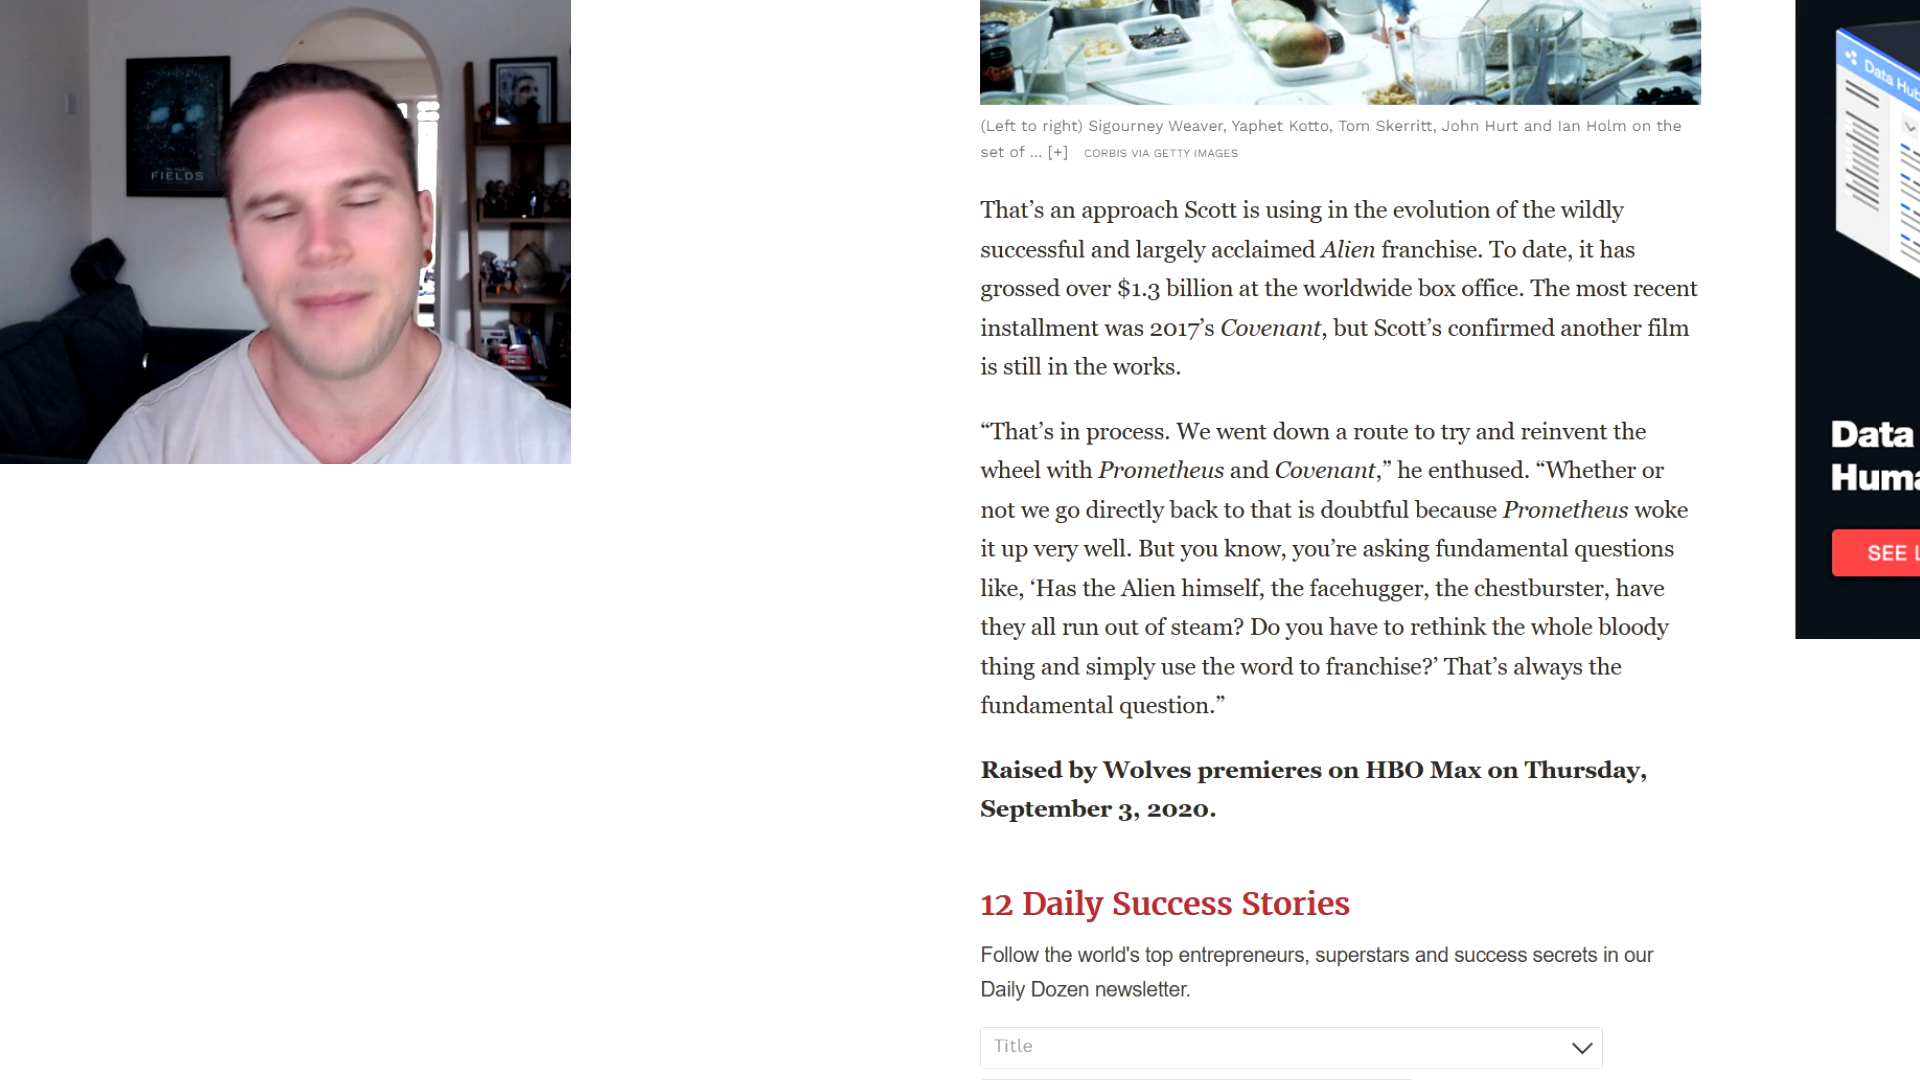 FIELDS
(Left to right) Sigourney Weaver, Yaphet Kotto, Tom Skerritt, John Hurt and Ian Holm on the
set of ... [+] CORBIS VIA GETTY IMAGES
That’s an approach Scott is using in the evolution of the wildly
successful and largely acclaimed Alien franchise. To date, it has
grossed over $1.3 billion at the worldwide box office. The most recent
installment was 2017’s Covenant, but Scott’s confirmed another film
is still in the works.
“That’s in process. We went down a route to try and reinvent the
wheel with Prometheus and Covenant,” he enthused. “Whether or
not we go directly back to that is doubtful because Prometheus woke
it up very well. But you know, you’re asking fundamental questions
like, ‘Has the Alien himself, the facehugger, the chestburster, have
they all run out of steam? Do you have to rethink the whole bloody
thing and simply use the word to franchise?’ That’s always the
fundamental question.”
Raised by Wolves premieres on HBO Max on Thursday,
September 3, 2020.
12 Daily Success Stories
Follow the world's top entrepreneurs, superstars and success secrets in our
Daily Dozen newsletter.
Title
Data Hub
Data
Huma
SEE L